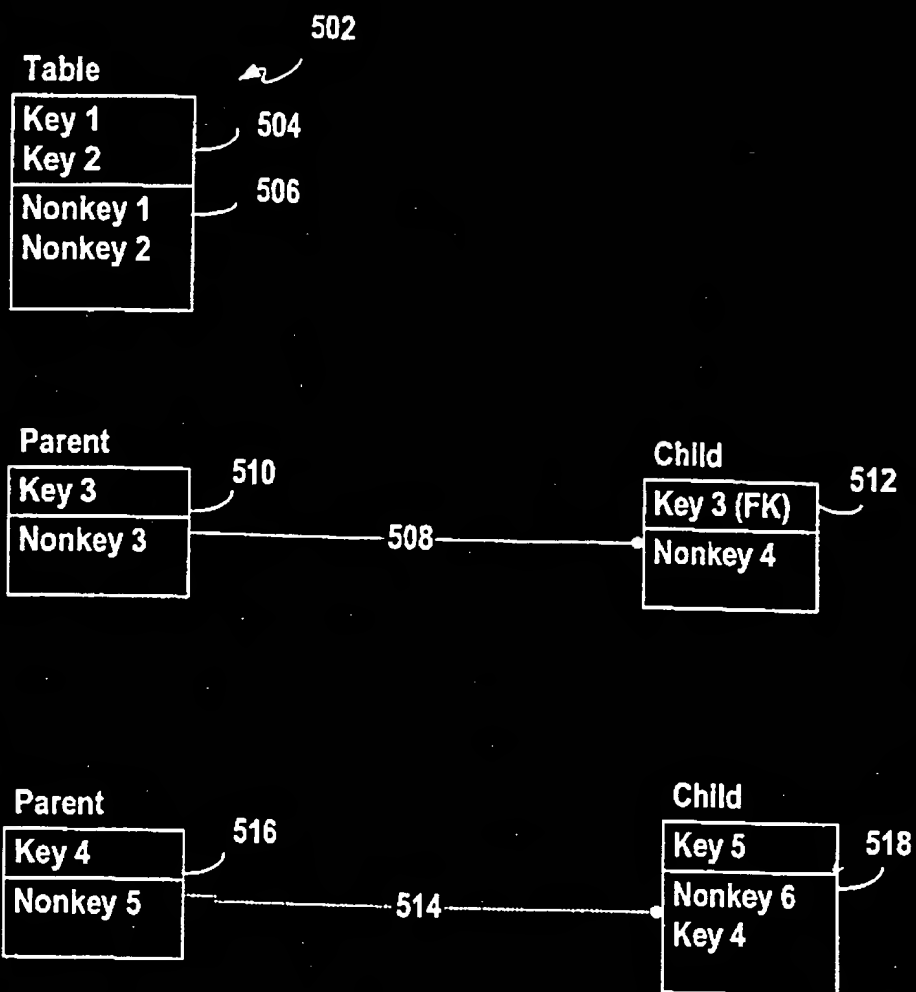 502
Table
Key 1
Key 2
504
Nonkey 1
Nonkey 2
506
Parent
Key 3
510
Nonkey 3
508
Child
Key 3 (FK)
512
Nonkey 4
Parent
Key 4
516
Nonkey 5
514
Child
Key 5
518
Nonkey 6
Key 4